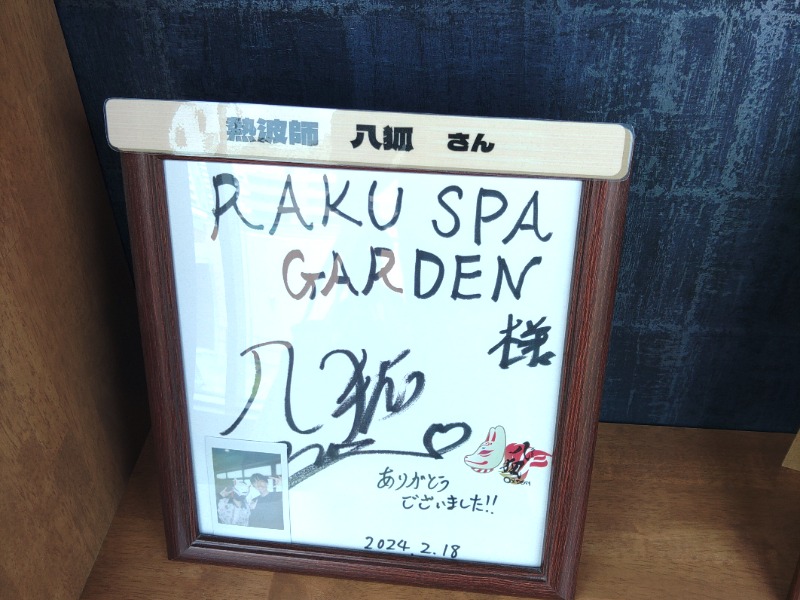 熱波師 八狐 さん
RAKU SPA
GARDEN
様
八狐
ありがとう
ございました!!
2024.2.18